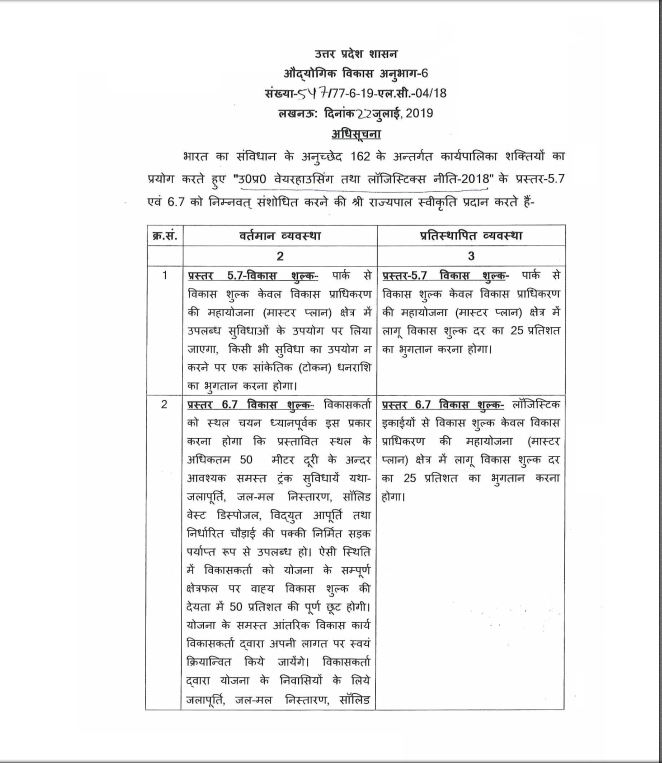 उत्तर प्रदेश शासन
औद्योगिक विकास अनुभाग-6
संख्या-547/77-6-19-एल.सी.-04/18
लखनऊ: दिनांक 22 जुलाई, 2019
अधिसूचना
भारत का संविधान के अनुच्छेद 162 के अन्तर्गत कार्यपालिका शक्तियों का
प्रयोग करते हुए "उ0प्र0 वेयरहाउसिंग तथा लॉजिस्टिक्स नीति-2018" के प्रस्तर-5.7
एवं 6.7 को निम्नवत् संशोधित करने की श्री राज्यपाल स्वीकृति प्रदान करते हैं-
क्र.सं.
वर्तमान व्यवस्था
प्रतिस्थापित व्यवस्था
2
3
1
प्रस्तर 5.7-विकास शुल्क- पार्क से
विकास शुल्क केवल विकास प्राधिकरण
की महायोजना (मास्टर प्लान) क्षेत्र में
उपलब्ध सुविधाओं के उपयोग पर लिया
जाएगा, किसी भी सुविधा का उपयोग न
करने पर एक सांकेतिक (टोकन) धनराशि
का भुगतान करना होगा।
प्रस्तर-5.7 विकास शुल्क- पार्क से
विकास शुल्क केवल विकास प्राधिकरण
की महायोजना (मास्टर प्लान) क्षेत्र में
लागू विकास शुल्क दर का 25 प्रतिशत
का भुगतान करना होगा।
2
प्रस्तर 6.7 विकास शुल्क- विकासकर्ता
को स्थल चयन ध्यानपूर्वक इस प्रकार
करना होगा कि प्रस्तावित स्थल के
अधिकतम 50 मीटर दूरी के अन्दर
आवश्यक समस्त ट्रंक सुविधायें यथा-
जलापूर्ति, जल-मल निस्तारण, सॉलिड
वेस्ट डिस्पोजल, विद्युत आपूर्ति तथा
निर्धारित चौड़ाई की पक्की निर्मित सड़क
पर्याप्त रूप से उपलब्ध हो। ऐसी स्थिति
में विकासकर्ता को योजना के सम्पूर्ण
क्षेत्रफल पर वाह्य विकास शुल्क की
देयता में 50 प्रतिशत की पूर्ण छूट होगी।
योजना के समस्त आंतरिक विकास कार्य
विकासकर्ता द्वारा अपनी लागत पर स्वयं
क्रियान्वित किये जायेंगे। विकासकर्ता
द्वारा योजना के निवासियों के लिये
जलापूर्ति, जल-मल निस्तारण, सॉलिड
प्रस्तर 6.7 विकास शुल्क- लॉजिस्टिक
इकाईयों से विकास शुल्क केवल विकास
प्राधिकरण की महायोजना (मास्टर
प्लान) क्षेत्र में लागू विकास शुल्क दर
का 25 प्रतिशत का भुगतान करना
होगा।